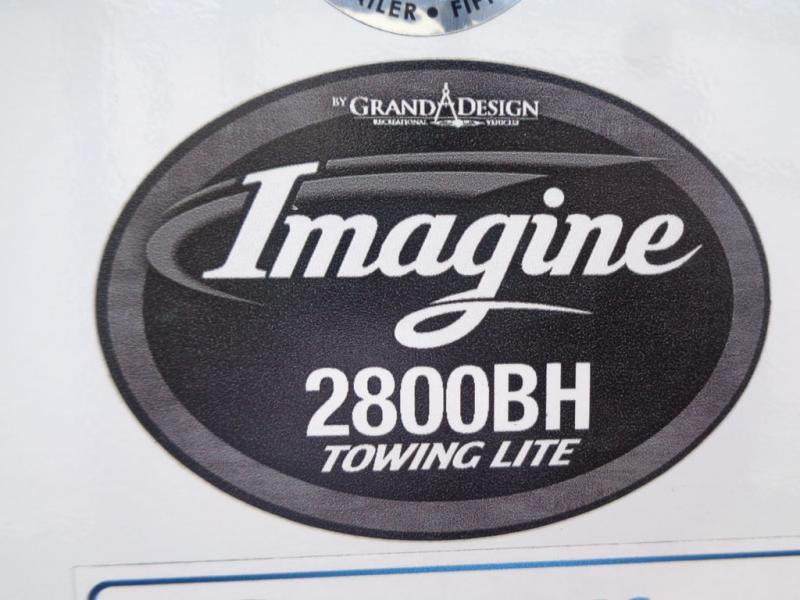 BY GRAND DESIGN
RECREATIONAL VEHICLES
Imagine
2800BH
TOWING LITE